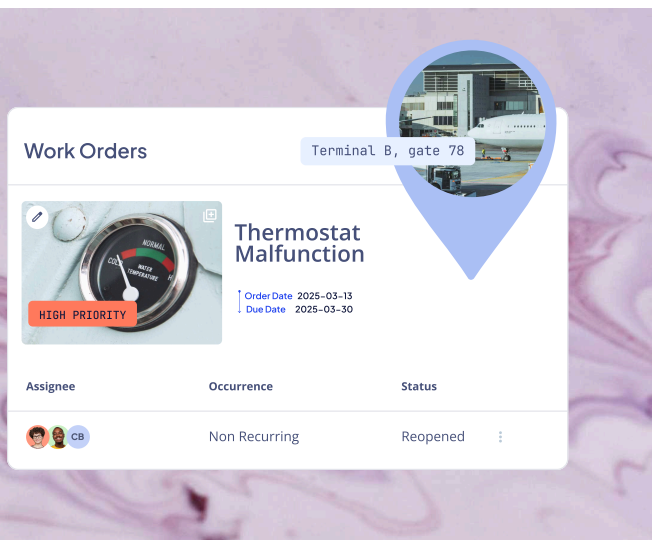 Work Orders
Terminal B, gate 78
NORMAL
COLD
H
WATER
TEMPERATURE
HIGH PRIORITY
Thermostat
Malfunction
Order Date 2025-03-13
Due Date 2025-03-30
Assignee Occurrence Status
CB Non Recurring Reopened